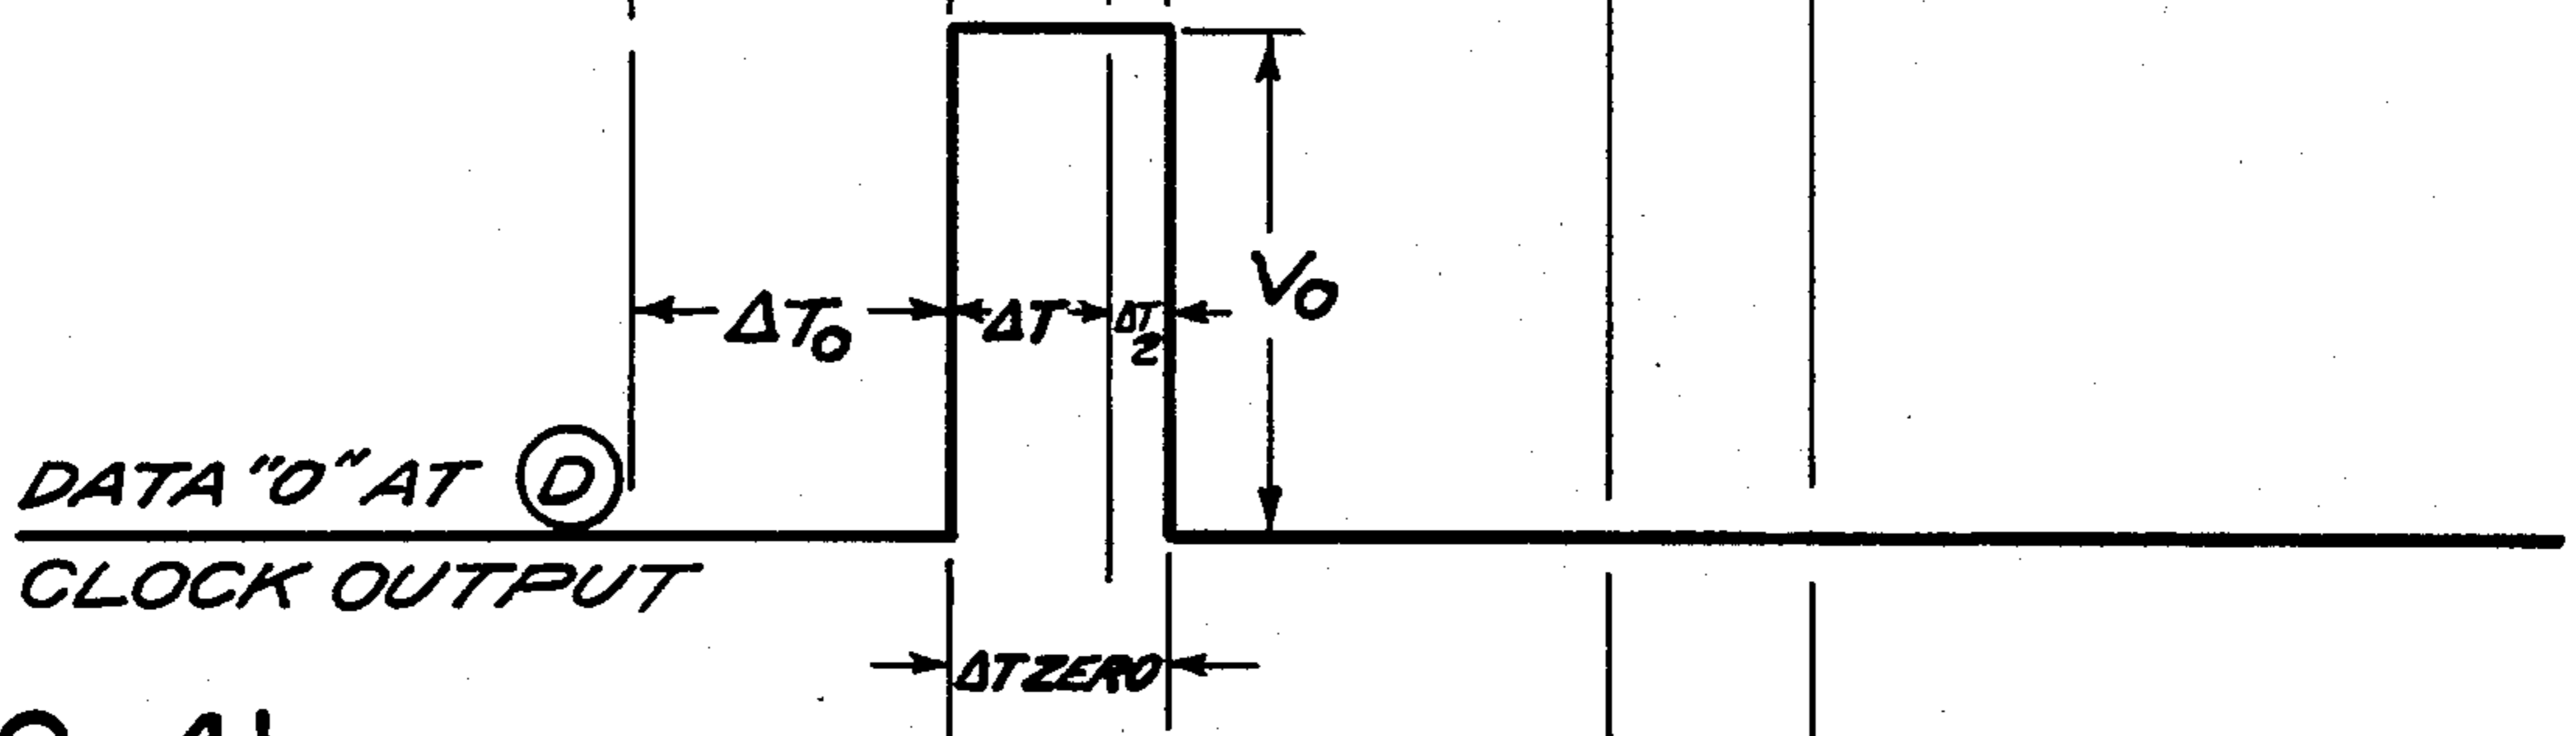 V0
ΔT0 ΔT ΔT/2
DATA "0" AT D
CLOCK OUTPUT
ΔT ZERO